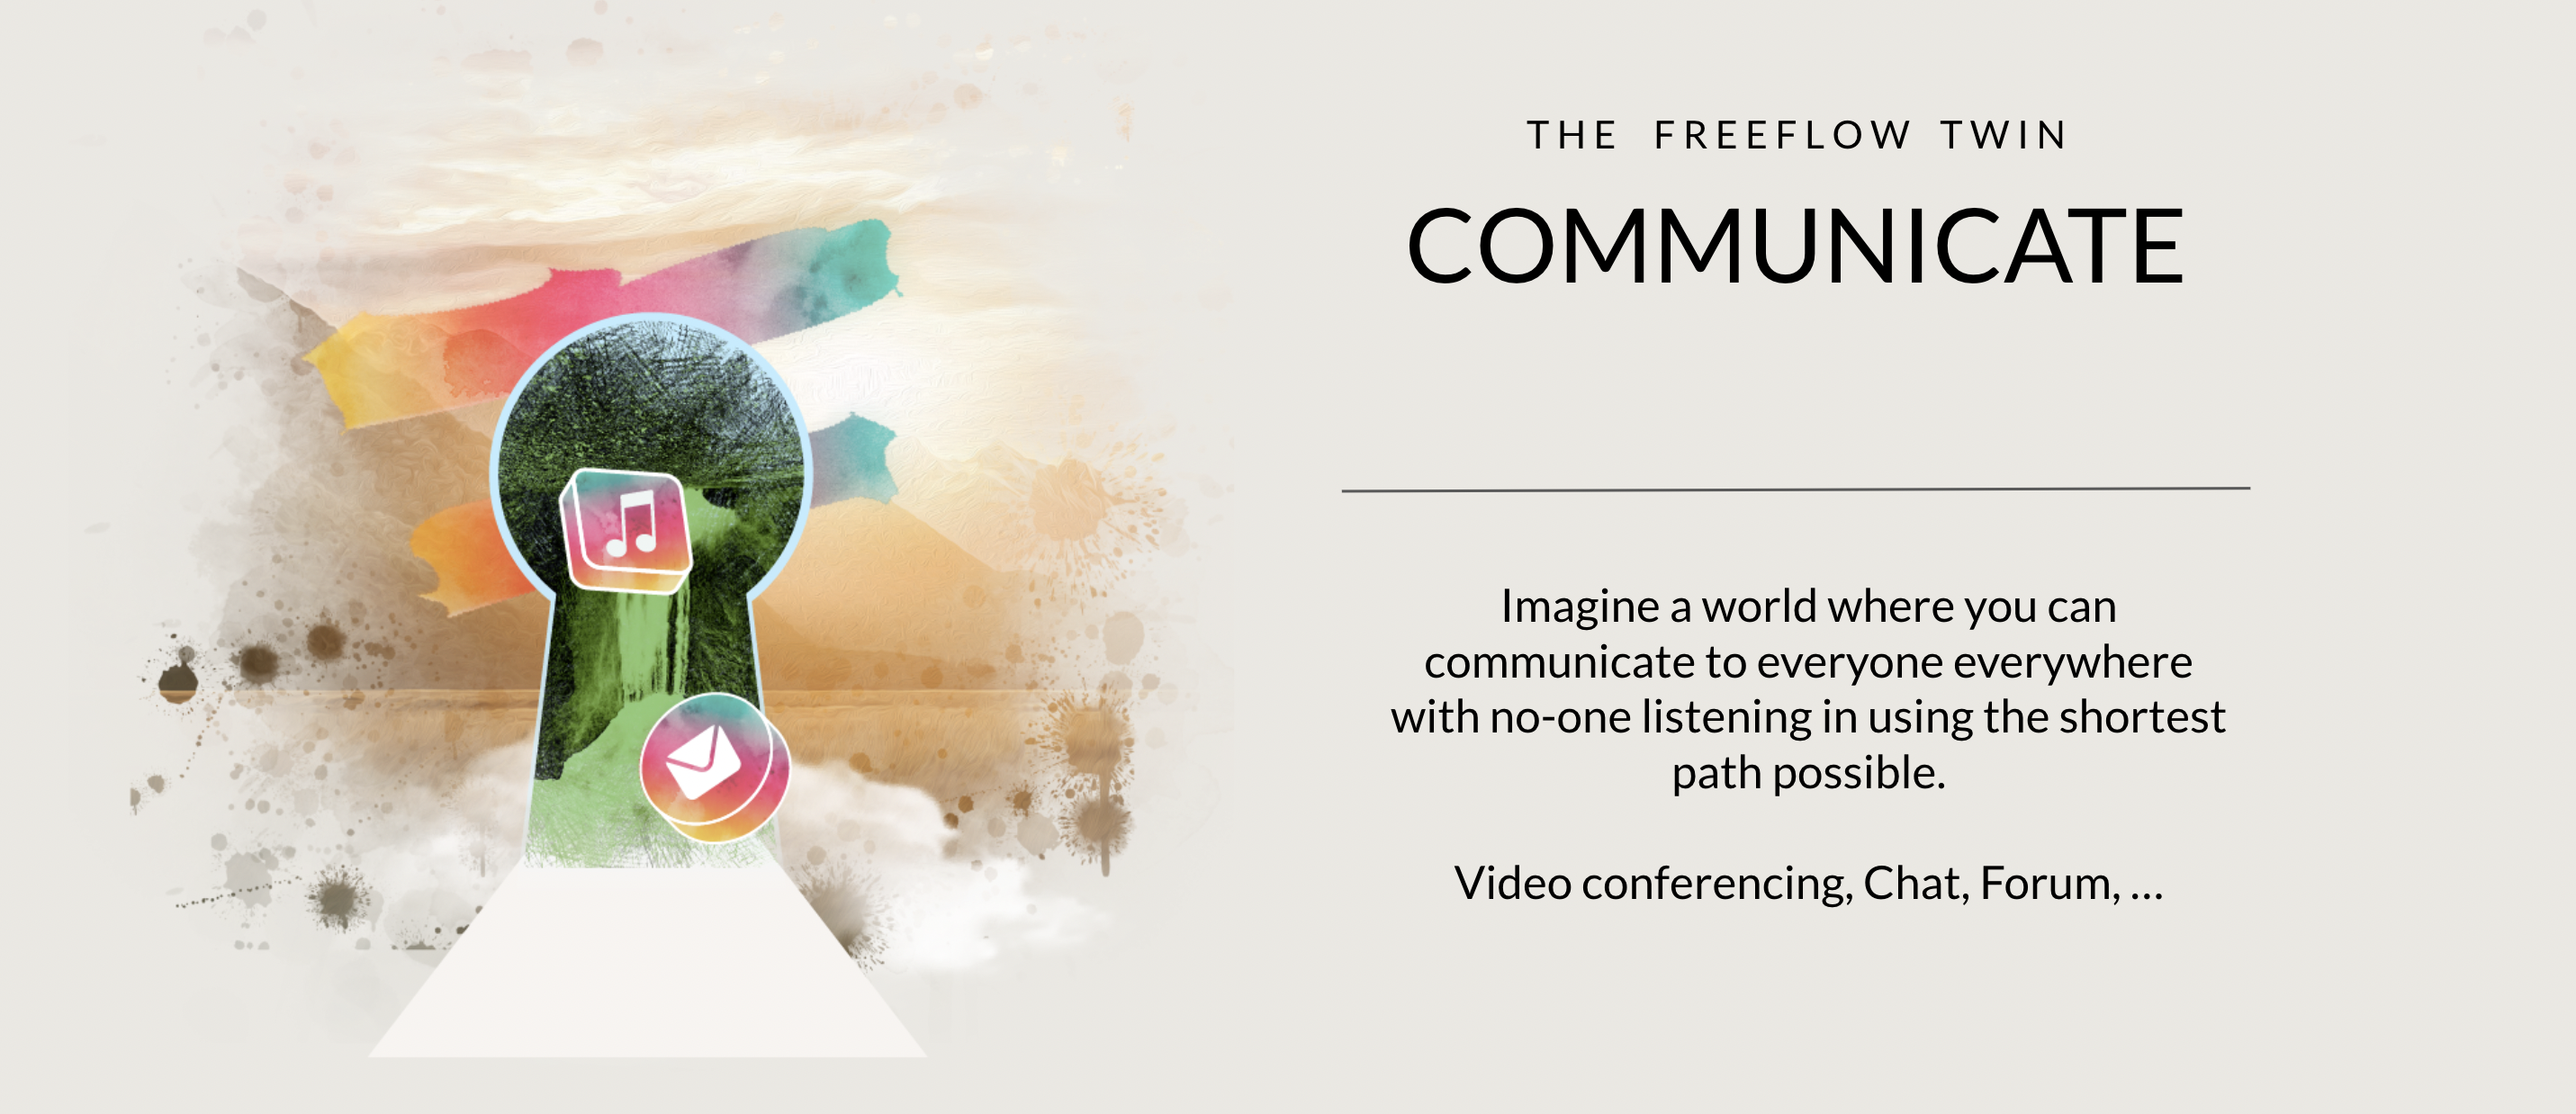 THE FREEFLOW TWIN
COMMUNICATE
Imagine a world where you can
communicate to everyone everywhere
with no-one listening in using the shortest
path possible.
Video conferencing, Chat, Forum, ...